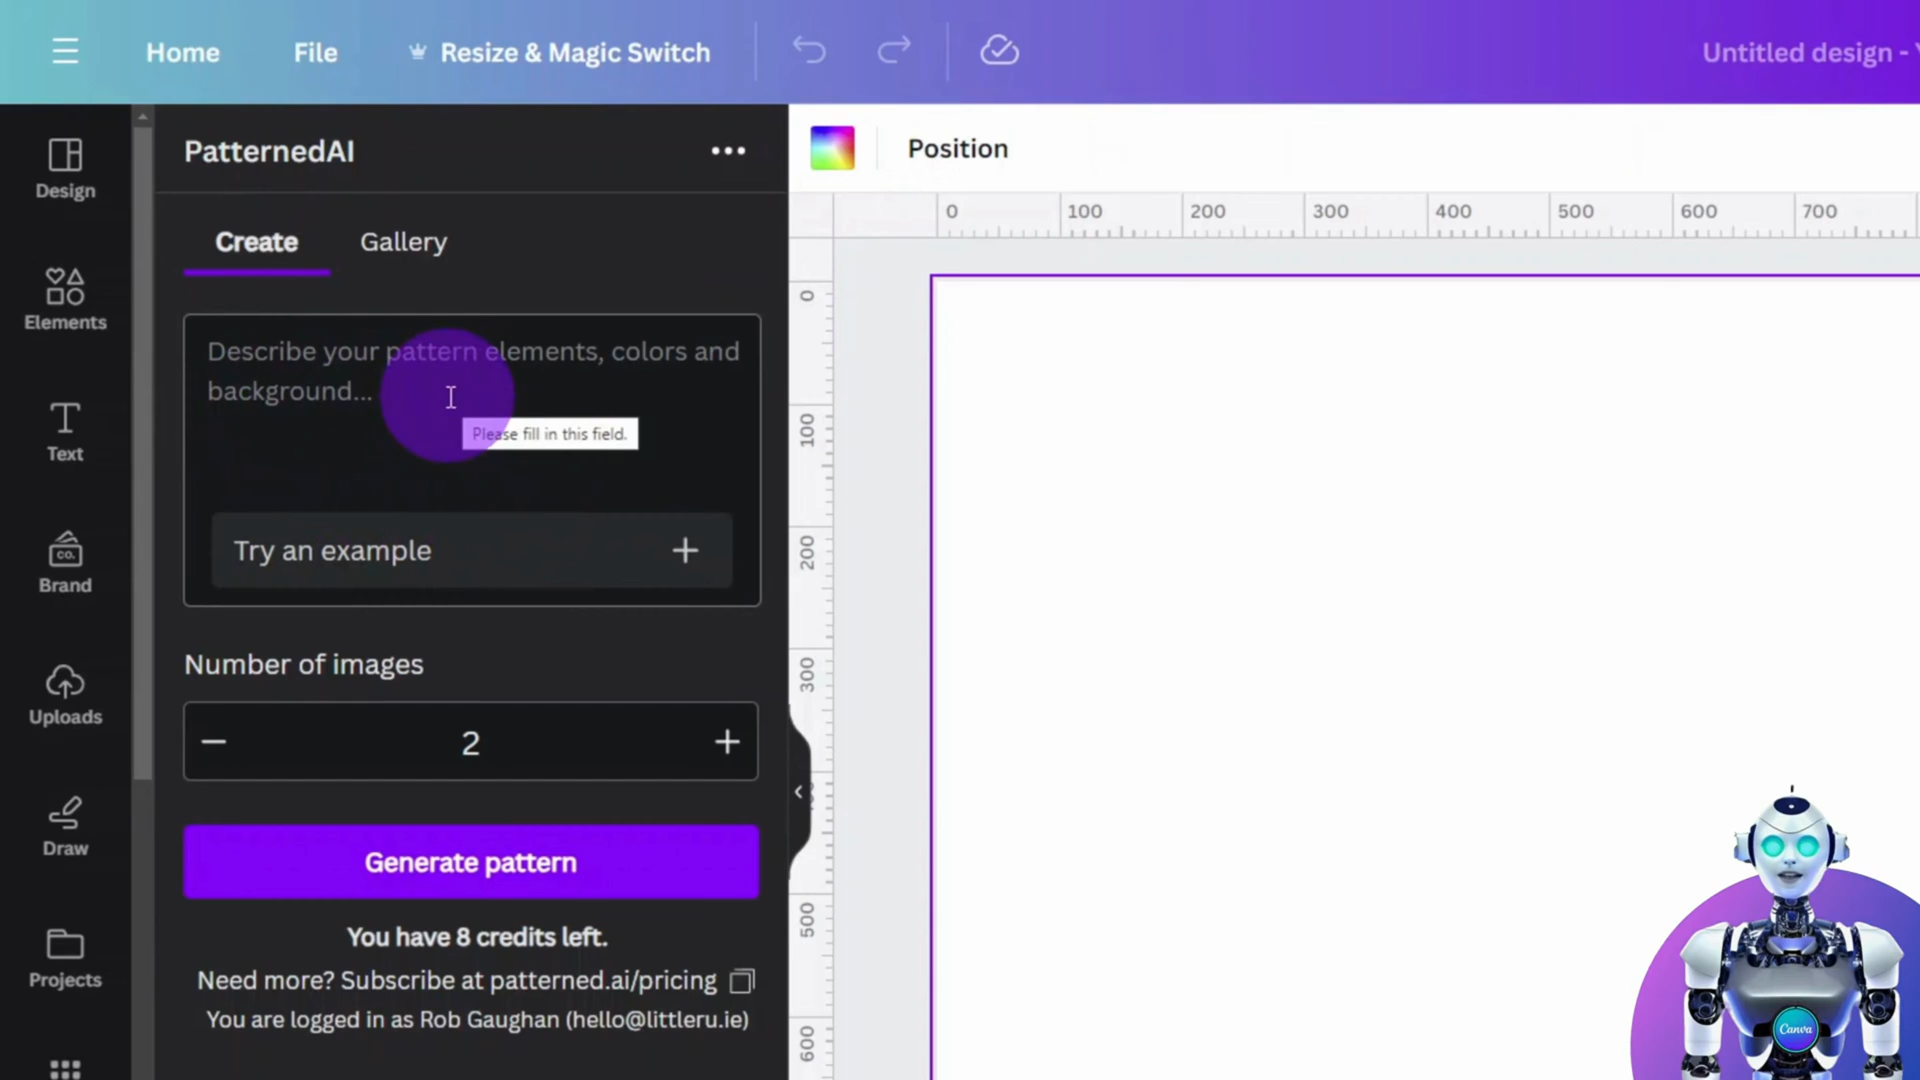 Home File Resize & Magic Switch Untitled design -
PatternedAI
Position
Create Gallery
0 100 200 300 400 500 600 700
Design
Elements
Text
Brand
CO.
Uploads
Draw
Projects
Describe your pattern elements, colors and
background...
Please fill in this field.
Try an example
Number of images
2
Generate pattern
You have 8 credits left.
Need more? Subscribe at patterned.ai/pricing
You are logged in as Rob Gaughan (hello@littleru.ie)
0
100
200
300
500
600
Canva